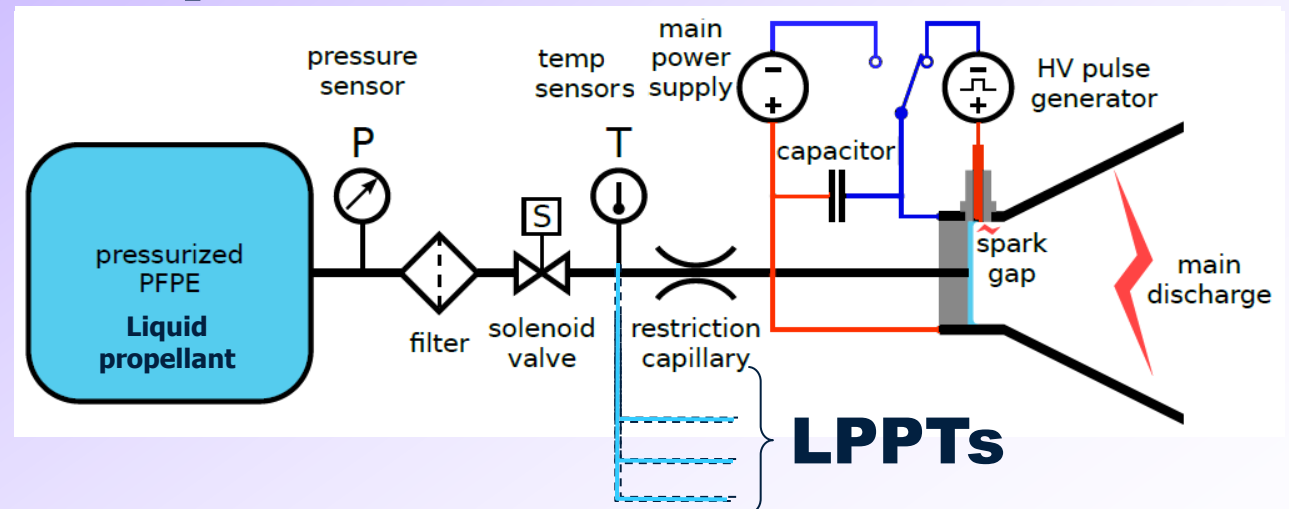 pressure
sensor
P
temp
sensors
T
main
power
supply
−
+
−
+
HV pulse
generator
capacitor
S
pressurized
PFPE
Liquid
propellant
filter
solenoid
valve
restriction
capillary
spark
gap
main
discharge
LPPTs